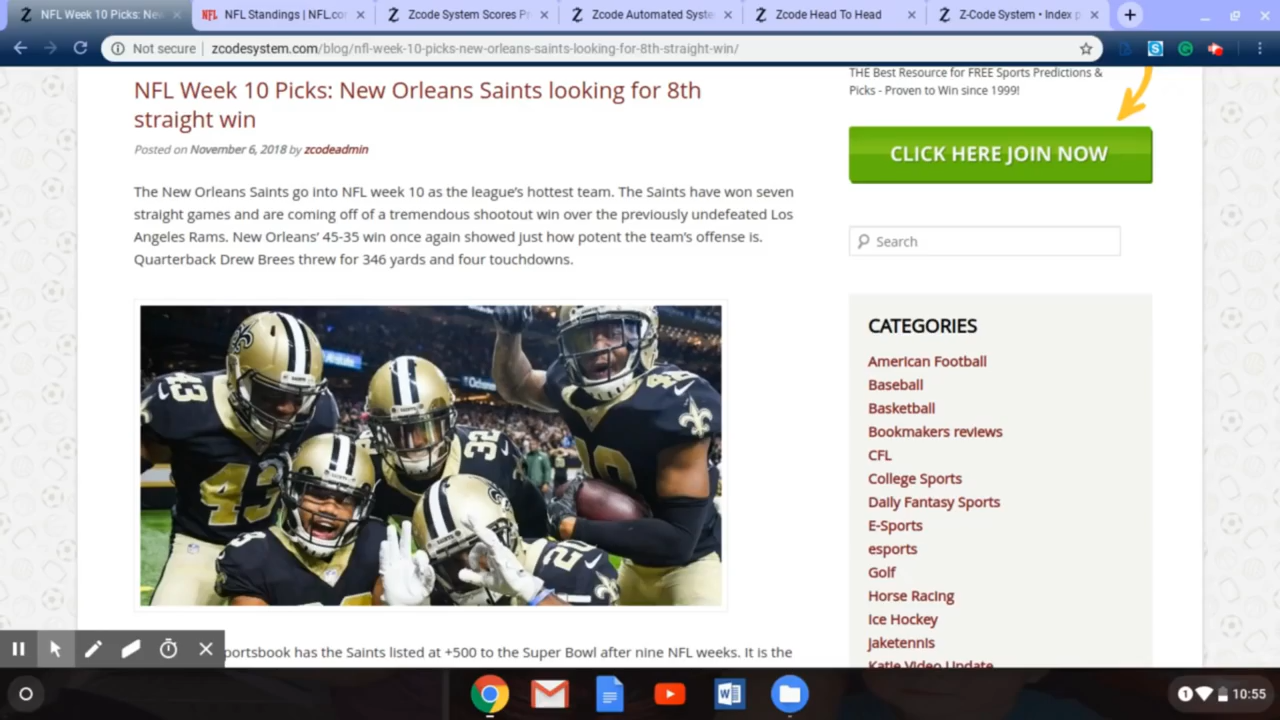 NFL Week 10 Picks: Ne
NFL Standings | NFL.co
Zcode System Scores Pr
Zcode Automated Syste
Zcode Head To Head
Z-Code System • Index p
Not secure | zcodesystem.com/blog/nfl-week-10-picks-new-orleans-saints-looking-for-8th-straight-win/
NFL Week 10 Picks: New Orleans Saints looking for 8th
straight win
Posted on November 6, 2018 by zcodeadmin
The New Orleans Saints go into NFL week 10 as the league's hottest team. The Saints have won seven
straight games and are coming off of a tremendous shootout win over the previously undefeated Los
Angeles Rams. New Orleans' 45-35 win once again showed just how potent the team's offense is.
Quarterback Drew Brees threw for 346 yards and four touchdowns.
43
43
32
20
portsbook has the Saints listed at +500 to the Super Bowl after nine NFL weeks. It is the
THE Best Resource for FREE Sports Predictions &
Picks - Proven to Win since 1999!
CLICK HERE JOIN NOW
Search
CATEGORIES
American Football
Baseball
Basketball
Bookmakers reviews
CFL
College Sports
Daily Fantasy Sports
E-Sports
esports
Golf
Horse Racing
Ice Hockey
Jaketennis
Katie Video Update
1
10:55